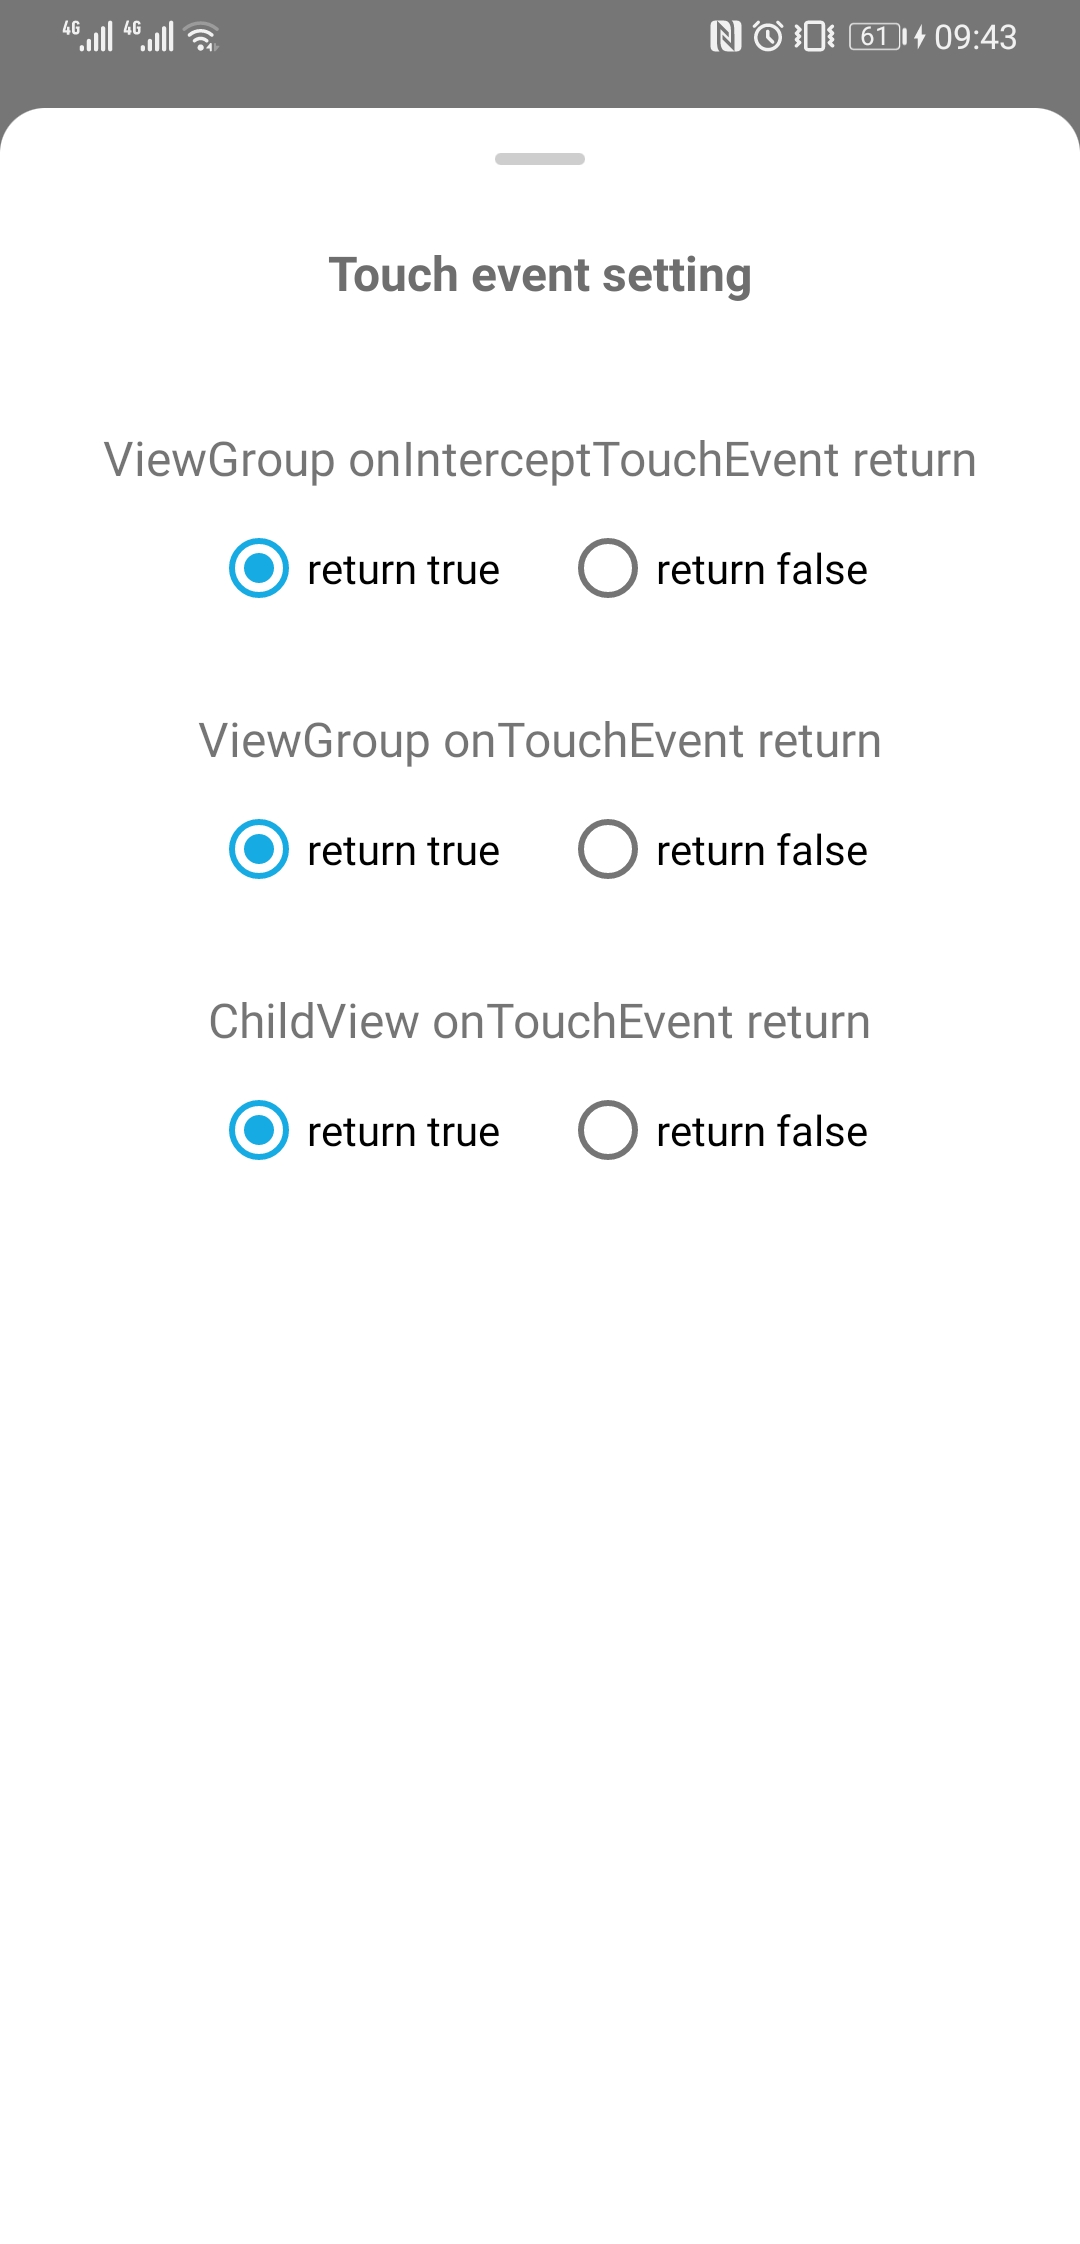 4G 4G 61 09:43
Touch event setting
ViewGroup onInterceptTouchEvent return
return true return false
ViewGroup onTouchEvent return
return true return false
ChildView onTouchEvent return
return true return false